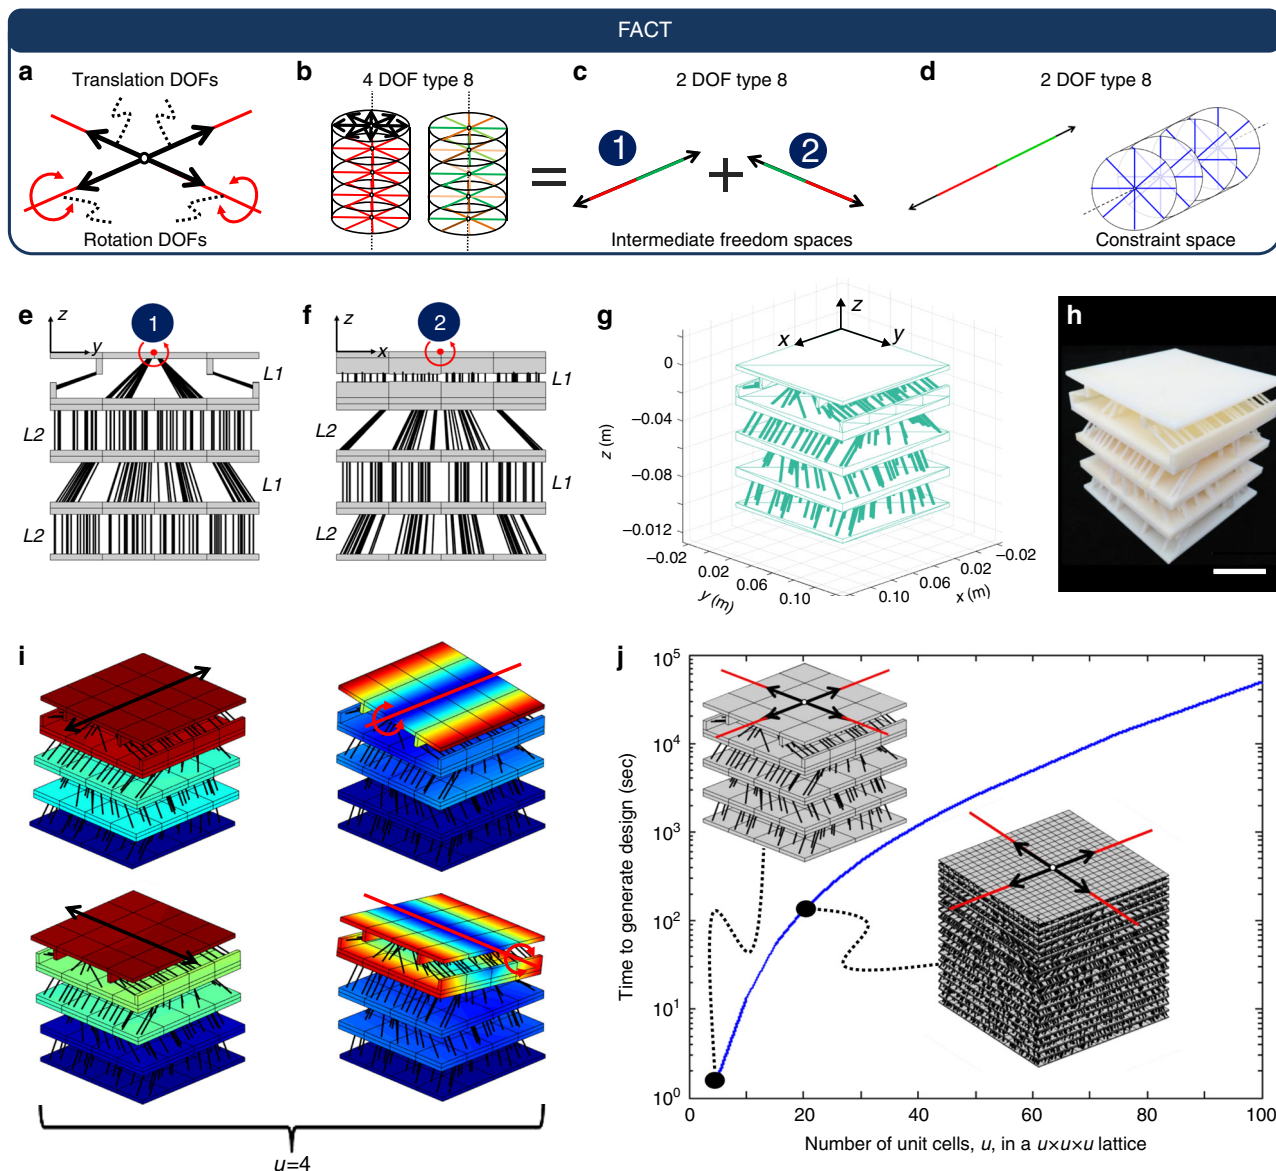 FACT
a
Translation DOFs
Rotation DOFs
b
4 DOF type 8
=
c
2 DOF type 8
1
+
2
Intermediate freedom spaces
d
2 DOF type 8
Constraint space
e
z
y
1
L1
L2
L1
L2
f
z
x
2
L1
L2
L1
L2
g
z
x
y
0
−0.04
−0.08
−0.012
z (m)
−0.02
0.02
0.06
0.10
y (m)
−0.02
0.02
0.06
0.10
x (m)
h
i
u=4
j
10^5
10^4
10^3
10^2
10^1
10^0
Time to generate design (sec)
0
20
40
60
80
100
Number of unit cells, u, in a u×u×u lattice